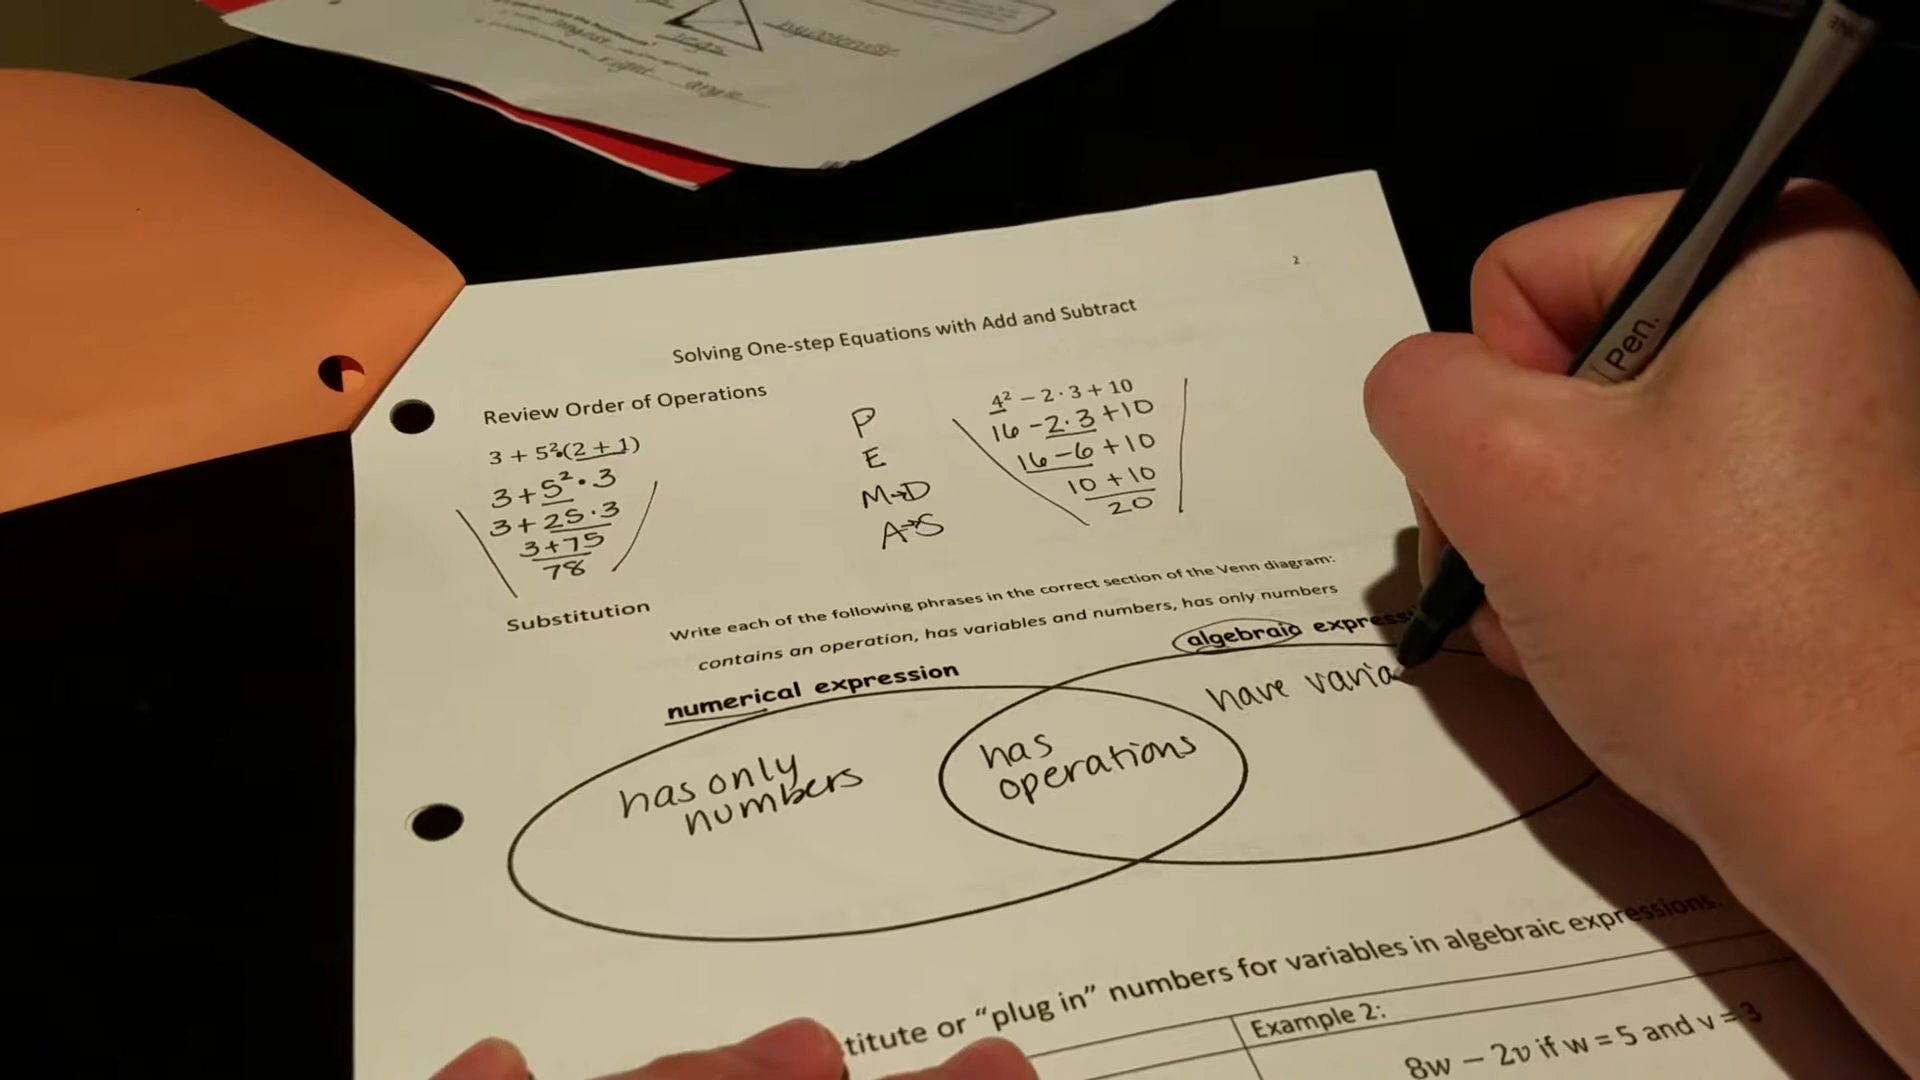 legs
hypotenuse
longest
right angle
2
Solving One-step Equations with Add and Subtract
Review Order of Operations
3 + 5²•(2 + 1)
3+5²•3
3+25•3
3+75
78
P
E
M→D
A→S
4² − 2 · 3 + 10
16 −2·3 +10
16 −6 +10
10 +10
20
Substitution
Write each of the following phrases in the correct section of the Venn diagram:
contains an operation, has variables and numbers, has only numbers
numerical expression
algebraic express
has only
numbers
has
operations
have varia
titute or “plug in” numbers for variables in algebraic expressions.
Example 2:
8w − 2v if w = 5 and v = 3
Pen.